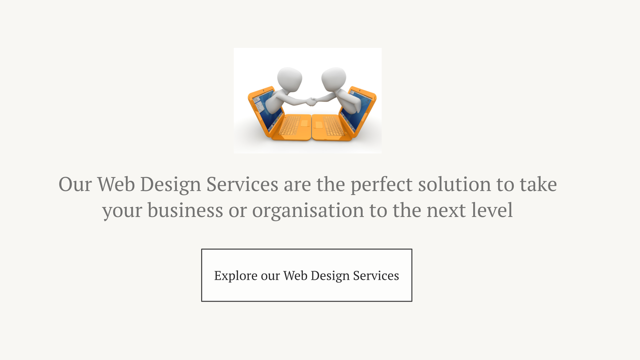 Our Web Design Services are the perfect solution to take
your business or organisation to the next level
Explore our Web Design Services